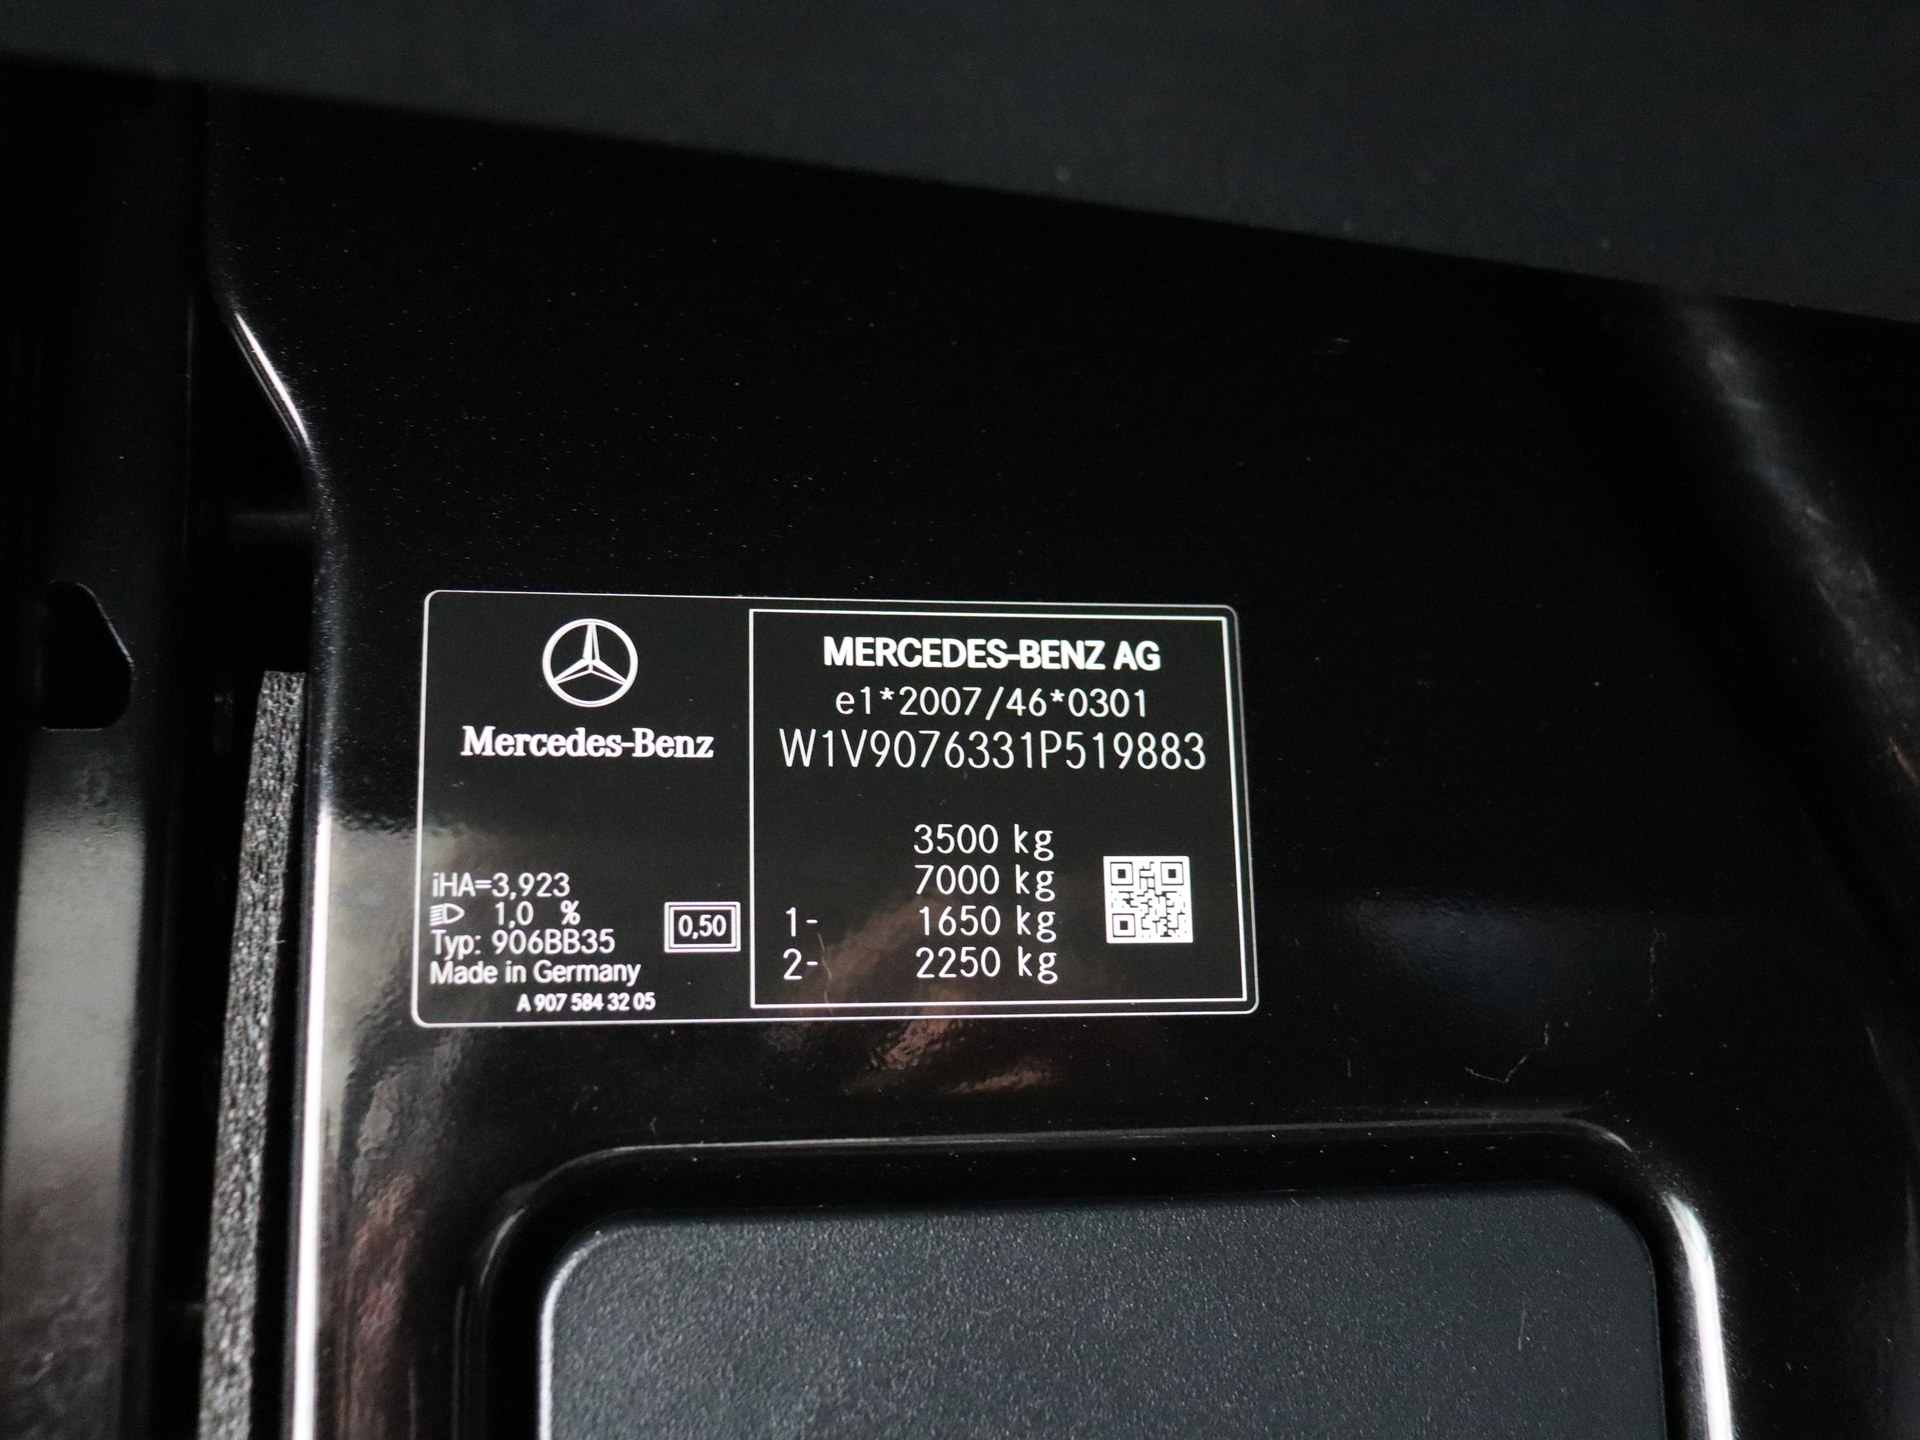 Mercedes-Benz
iHA=3,923
1,0 %
Typ: 906BB35
Made in Germany
A 907 584 32 05
0,50
MERCEDES-BENZ AG
e1*2007/46*0301
W1V9076331P519883
3500 kg
7000 kg
1- 1650 kg
2- 2250 kg